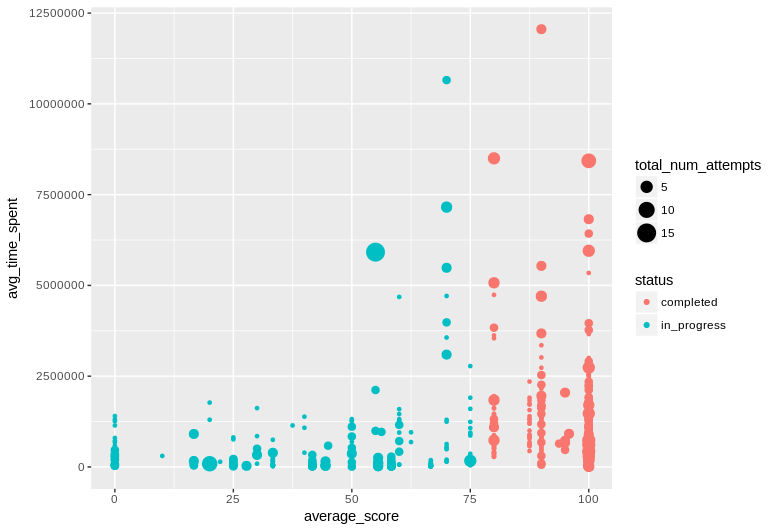 12500000
10000000
7500000
5000000
2500000
0
avg_time_spent
0 25 50 75 100
average_score
total_num_attempts
5
10
15
status
completed
in_progress